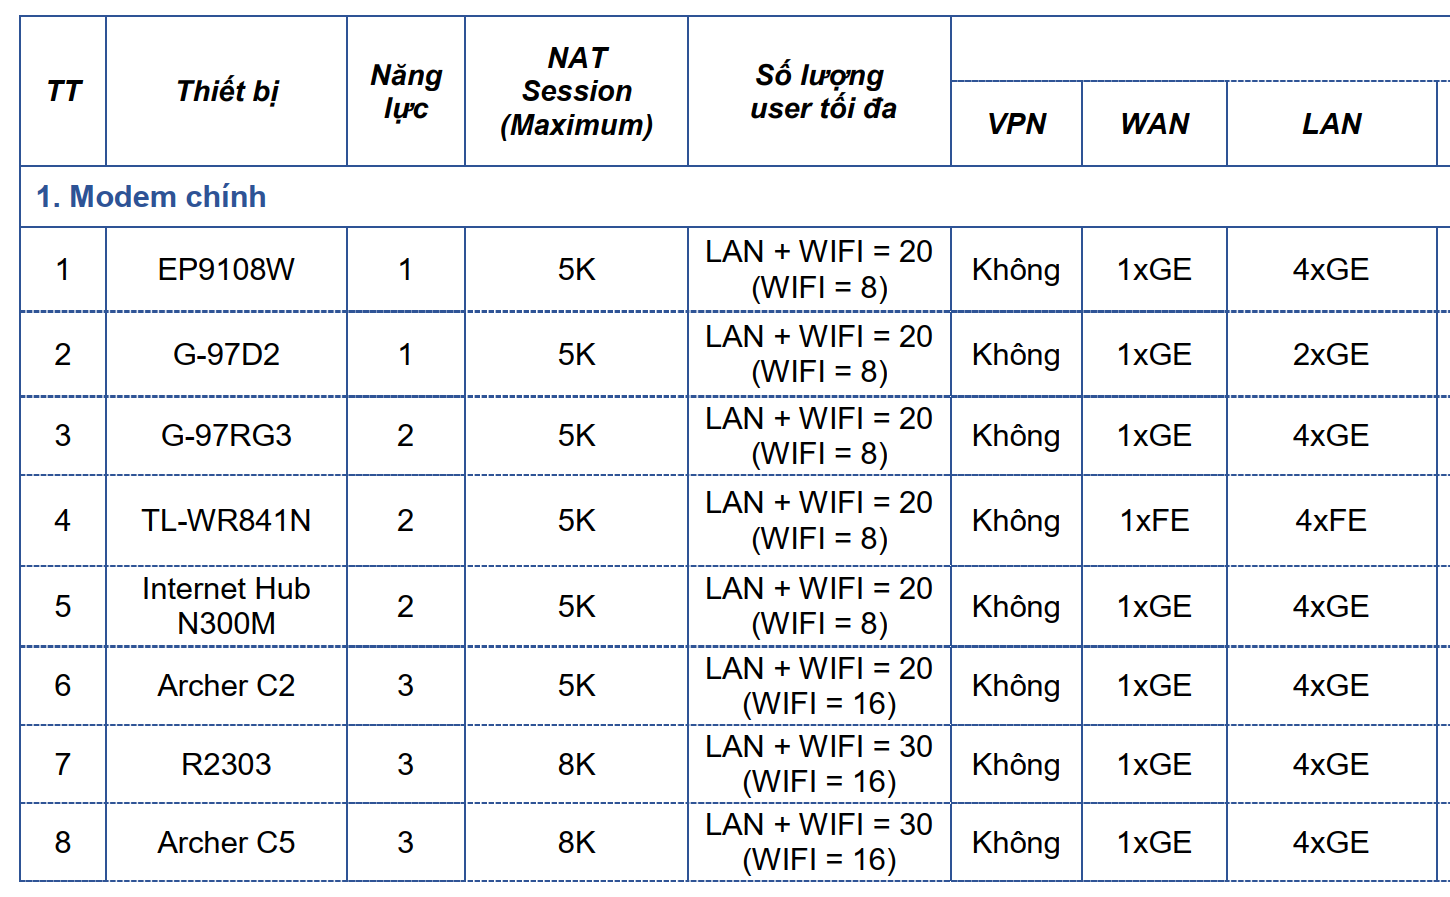 TT Thiết bị Năng lực NAT Session (Maximum) Số lượng user tối đa VPN WAN LAN
1. Modem chính
1 EP9108W 1 5K LAN + WIFI = 20 (WIFI = 8) Không 1xGE 4xGE
2 G-97D2 1 5K LAN + WIFI = 20 (WIFI = 8) Không 1xGE 2xGE
3 G-97RG3 2 5K LAN + WIFI = 20 (WIFI = 8) Không 1xGE 4xGE
4 TL-WR841N 2 5K LAN + WIFI = 20 (WIFI = 8) Không 1xFE 4xFE
5 Internet Hub N300M 2 5K LAN + WIFI = 20 (WIFI = 8) Không 1xGE 4xGE
6 Archer C2 3 5K LAN + WIFI = 20 (WIFI = 16) Không 1xGE 4xGE
7 R2303 3 8K LAN + WIFI = 30 (WIFI = 16) Không 1xGE 4xGE
8 Archer C5 3 8K LAN + WIFI = 30 (WIFI = 16) Không 1xGE 4xGE